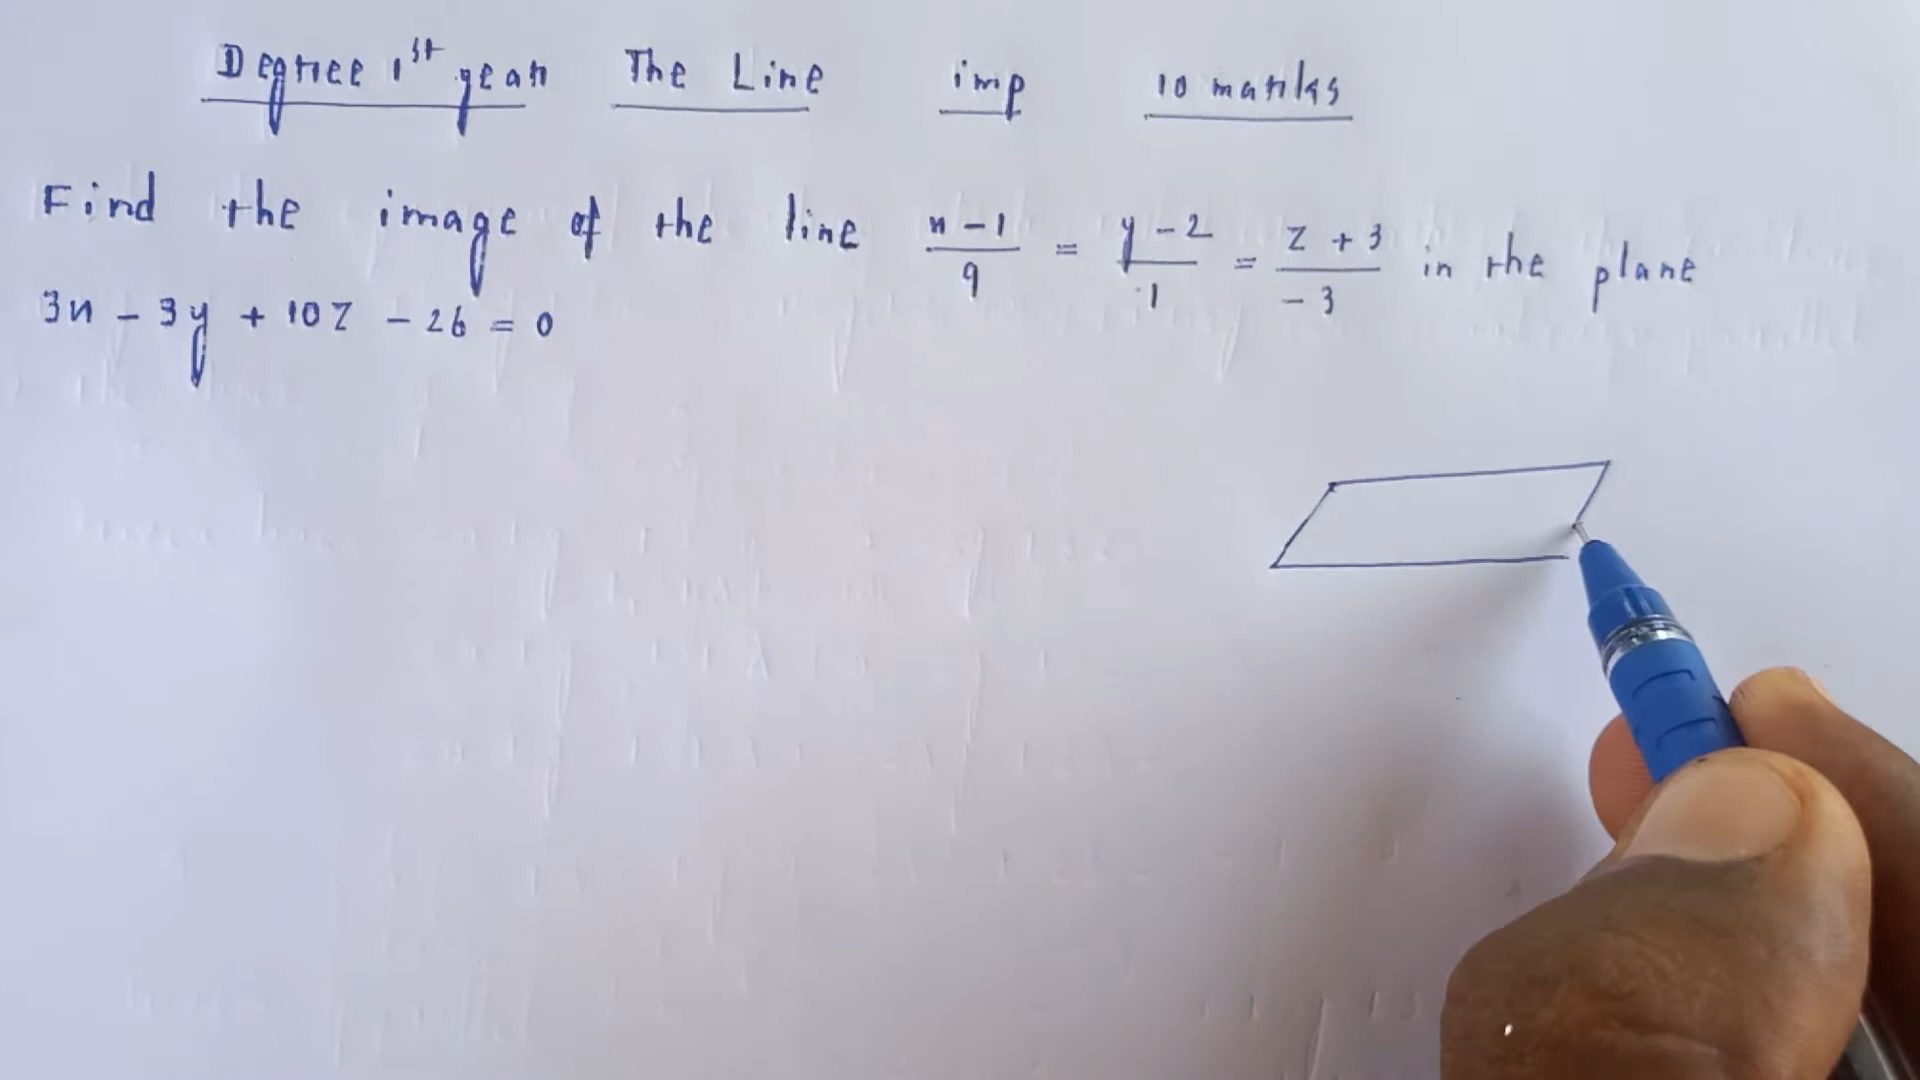 Degree 1st year The Line imp 10 marks
Find the image of the line x - 1 / 9 = y - 2 / -1 = z + 3 / -3 in the plane
3x - 3y + 10z - 26 = 0